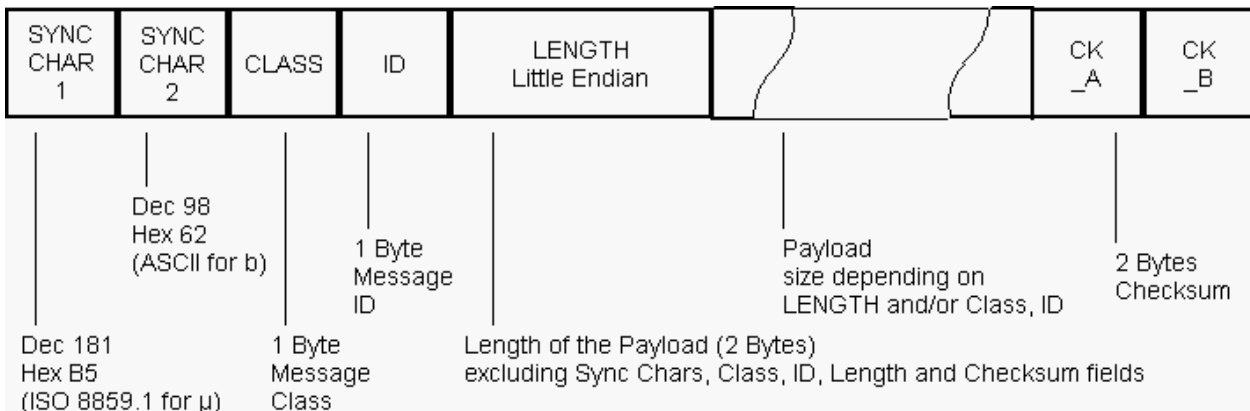 SYNC
CHAR
1
SYNC
CHAR
2
CLASS
ID
LENGTH
Little Endian
CK
_A
CK
_B
Dec 98
Hex 62
(ASCII for b)
1 Byte
Message
ID
Payload
size depending on
LENGTH and/or Class, ID
2 Bytes
Checksum
Dec 181
Hex B5
(ISO 8859.1 for µ)
1 Byte
Message
Class
Length of the Payload (2 Bytes)
excluding Sync Chars, Class, ID, Length and Checksum fields